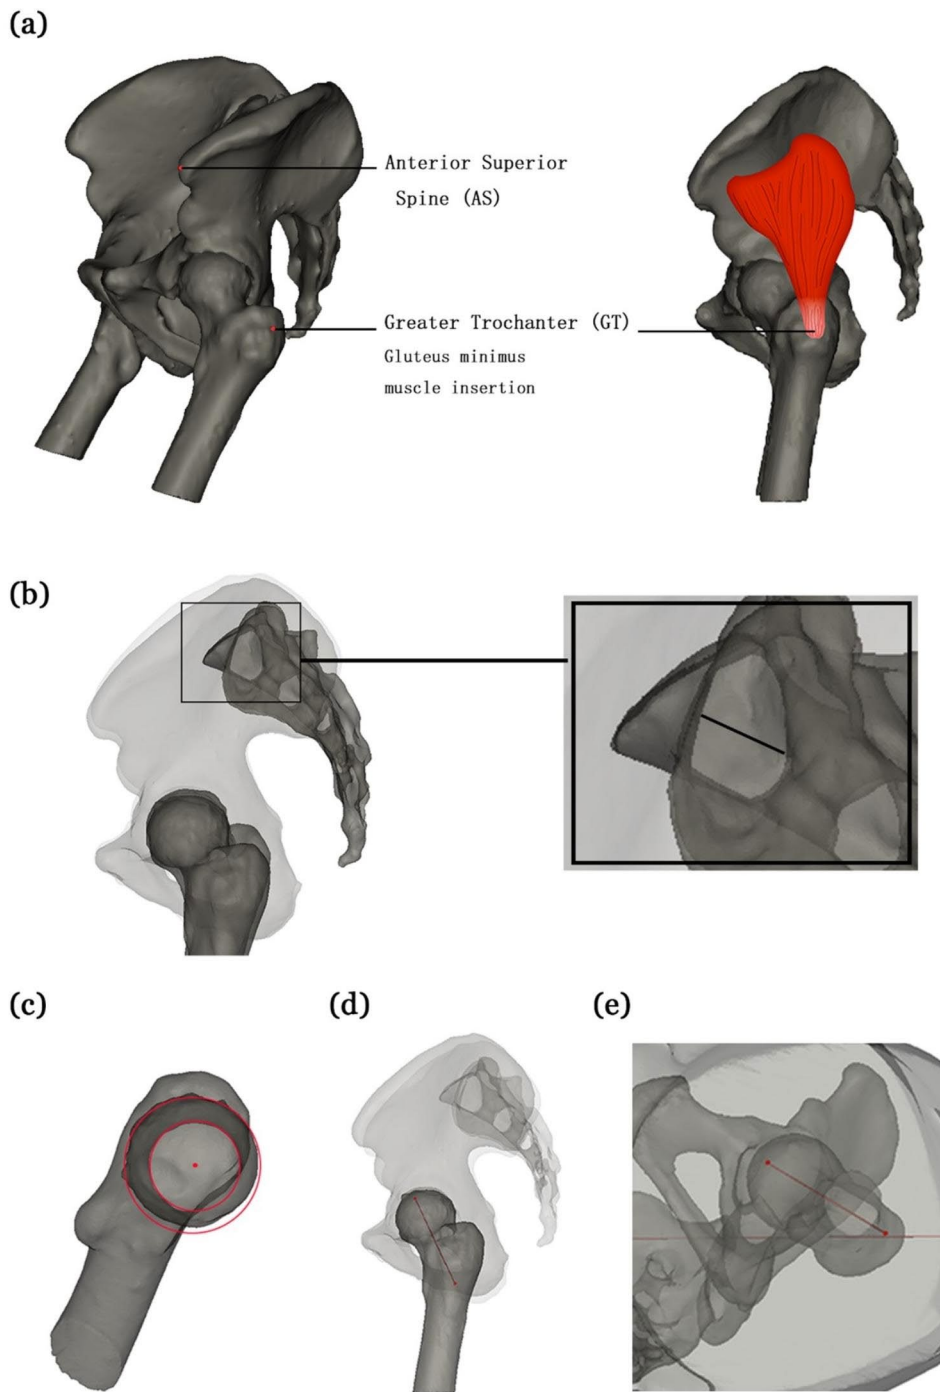 (a)
Anterior Superior
Spine (AS)
Greater Trochanter (GT)
Gluteus minimus
muscle insertion
(b)
(c)
(d)
(e)